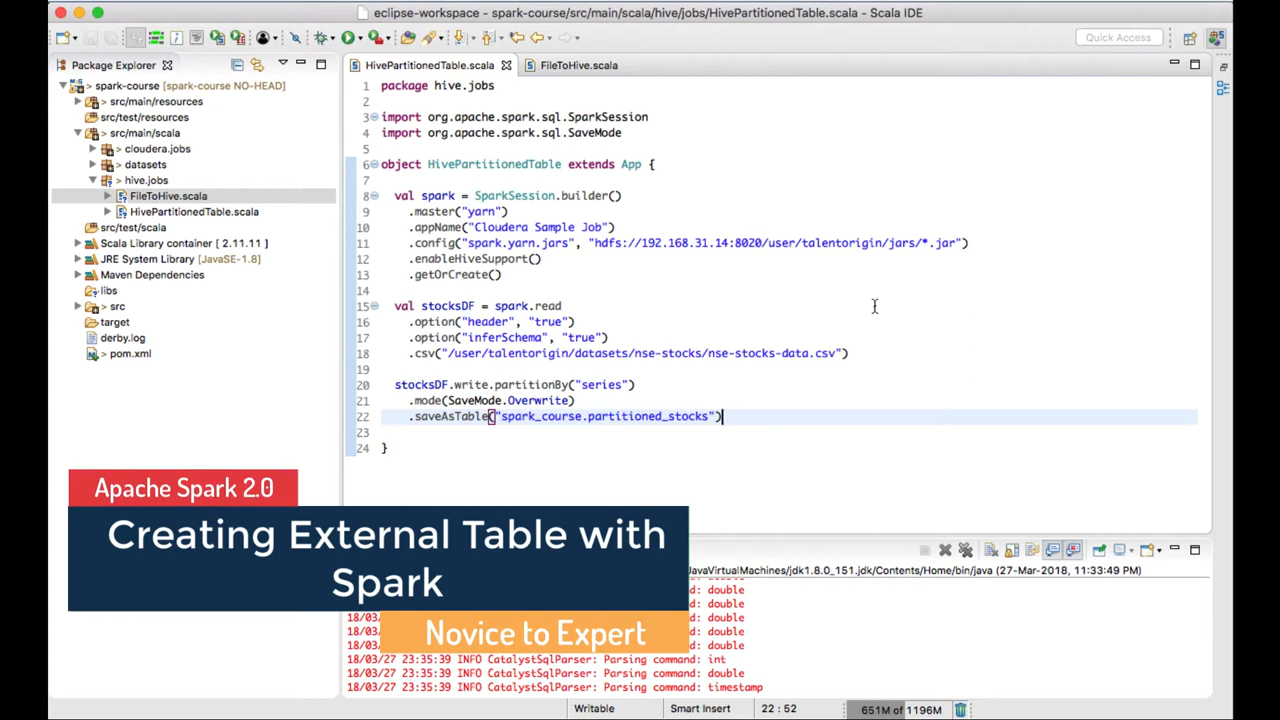 eclipse-workspace - spark-course/src/main/scala/hive/jobs/HivePartitionedTable.scala - Scala IDE
Quick Access
Package Explorer
HivePartitionedTable.scala
FileToHive.scala
spark-course [spark-course NO-HEAD]
src/main/resources
src/test/resources
src/main/scala
cloudera.jobs
datasets
hive.jobs
FileToHive.scala
HivePartitionedTable.scala
src/test/scala
Scala Library container [ 2.11.11 ]
JRE System Library [JavaSE-1.8]
Maven Dependencies
libs
src
target
derby.log
pom.xml
1 package hive.jobs
2
3 import org.apache.spark.sql.SparkSession
4 import org.apache.spark.sql.SaveMode
6 object HivePartitionedTable extends App {
7
8 val spark = SparkSession.builder()
9 .master("yarn")
10 .appName("Cloudera Sample Job")
11 .config("spark.yarn.jars", "hdfs://192.168.31.14:8020/user/talentorigin/jars/*.jar")
12 .enableHiveSupport()
13 .getOrCreate()
14
15 val stocksDF = spark.read
16 .option("header", "true")
17 .option("inferSchema", "true")
18 .csv("/user/talentorigin/datasets/nse-stocks/nse-stocks-data.csv")
19
20 stocksDF.write.partitionBy("series")
21 .mode(SaveMode.Overwrite)
22 .saveAsTable("spark_course.partitioned_stocks")
23
24 }
Apache Spark 2.0
Creating External Table with
Spark
Novice to Expert
JavaVirtualMachines/jdk1.8.0_151.jdk/Contents/Home/bin/java (27-Mar-2018, 11:33:49 PM)
d: double
d: double
18/03 d: double
18/03 d: double
18/03/27 23:35:39 INFO CatalystSqlParser: Parsing command: int
18/03/27 23:35:39 INFO CatalystSqlParser: Parsing command: double
18/03/27 23:35:39 INFO CatalystSqlParser: Parsing command: timestamp
Writable
Smart Insert
22 : 52
651M of 1196M